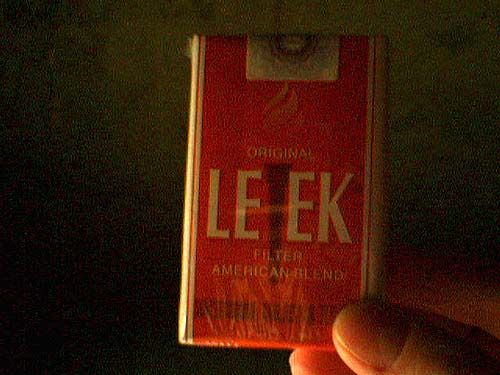 ORIGINAL
LE EK
FILTER
AMERICAN BLEND